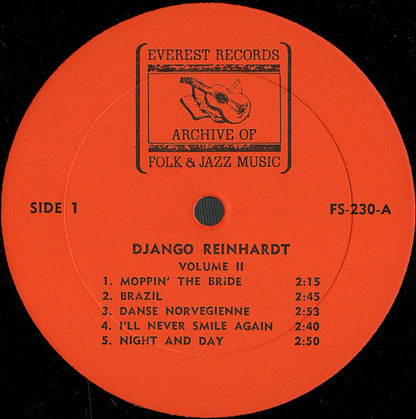 EVEREST RECORDS
ARCHIVE OF
FOLK & JAZZ MUSIC
SIDE 1
FS-230-A
DJANGO REINHARDT
VOLUME II
1. MOPPIN' THE BRIDE 2:15
2. BRAZIL 2:45
3. DANSE NORVEGIENNE 2:53
4. I'LL NEVER SMILE AGAIN 2:40
5. NIGHT AND DAY 2:50